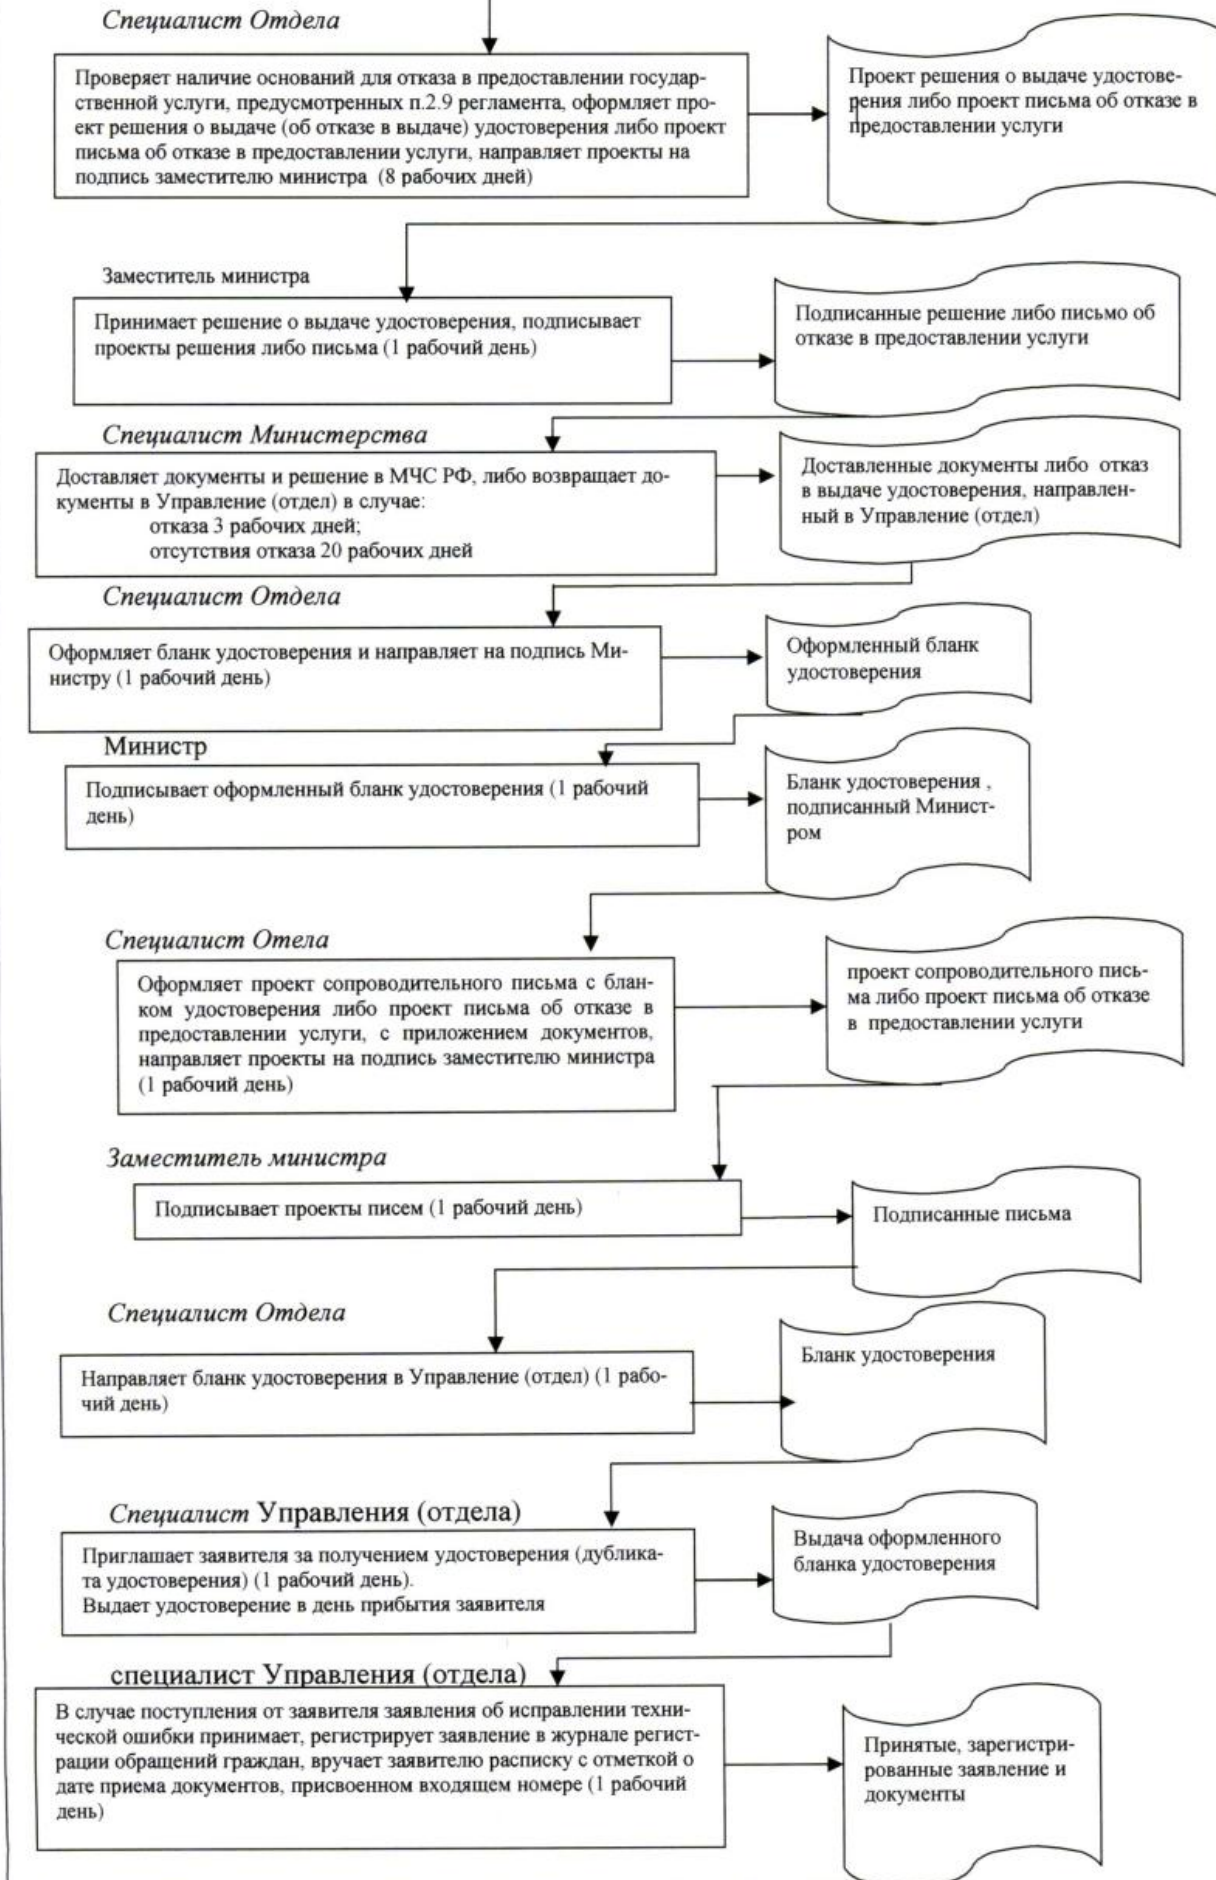 Специалист Отдела
Проверяет наличие оснований для отказа в предоставлении государ-
ственной услуги, предусмотренных п.2.9 регламента, оформляет про-
ект решения о выдаче (об отказе в выдаче) удостоверения либо проект
письма об отказе в предоставлении услуги, направляет проекты на
подпись заместителю министра (8 рабочих дней)
Проект решения о выдаче удостове-
рения либо проект письма об отказе в
предоставлении услуги
Заместитель министра
Принимает решение о выдаче удостоверения, подписывает
проекты решения либо письма (1 рабочий день)
Подписанные решение либо письмо об
отказе в предоставлении услуги
Специалист Министерства
Доставляет документы и решение в МЧС РФ, либо возвращает до-
кументы в Управление (отдел) в случае:
отказа 3 рабочих дней;
отсутствия отказа 20 рабочих дней
Доставленные документы либо отказ
в выдаче удостоверения, направлен-
ный в Управление (отдел)
Специалист Отдела
Оформляет бланк удостоверения и направляет на подпись Ми-
нистру (1 рабочий день)
Оформленный бланк
удостоверения
Министр
Подписывает оформленный бланк удостоверения (1 рабочий
день)
Бланк удостоверения ,
подписанный Минист-
ром
Специалист Отела
Оформляет проект сопроводительного письма с блан-
ком удостоверения либо проект письма об отказе в
предоставлении услуги, с приложением документов,
направляет проекты на подпись заместителю министра
(1 рабочий день)
проект сопроводительного пись-
ма либо проект письма об отказе
в предоставлении услуги
Заместитель министра
Подписывает проекты писем (1 рабочий день)
Подписанные письма
Специалист Отдела
Направляет бланк удостоверения в Управление (отдел) (1 рабо-
чий день)
Бланк удостоверения
Специалист Управления (отдела)
Приглашает заявителя за получением удостоверения (дублика-
та удостоверения) (1 рабочий день).
Выдает удостоверение в день прибытия заявителя
Выдача оформленного
бланка удостоверения
специалист Управления (отдела)
В случае поступления от заявителя заявления об исправлении техни-
ческой ошибки принимает, регистрирует заявление в журнале регист-
рации обращений граждан, вручает заявителю расписку с отметкой о
дате приема документов, присвоенном входящем номере (1 рабочий
день)
Принятые, зарегистри-
рованные заявление и
документы